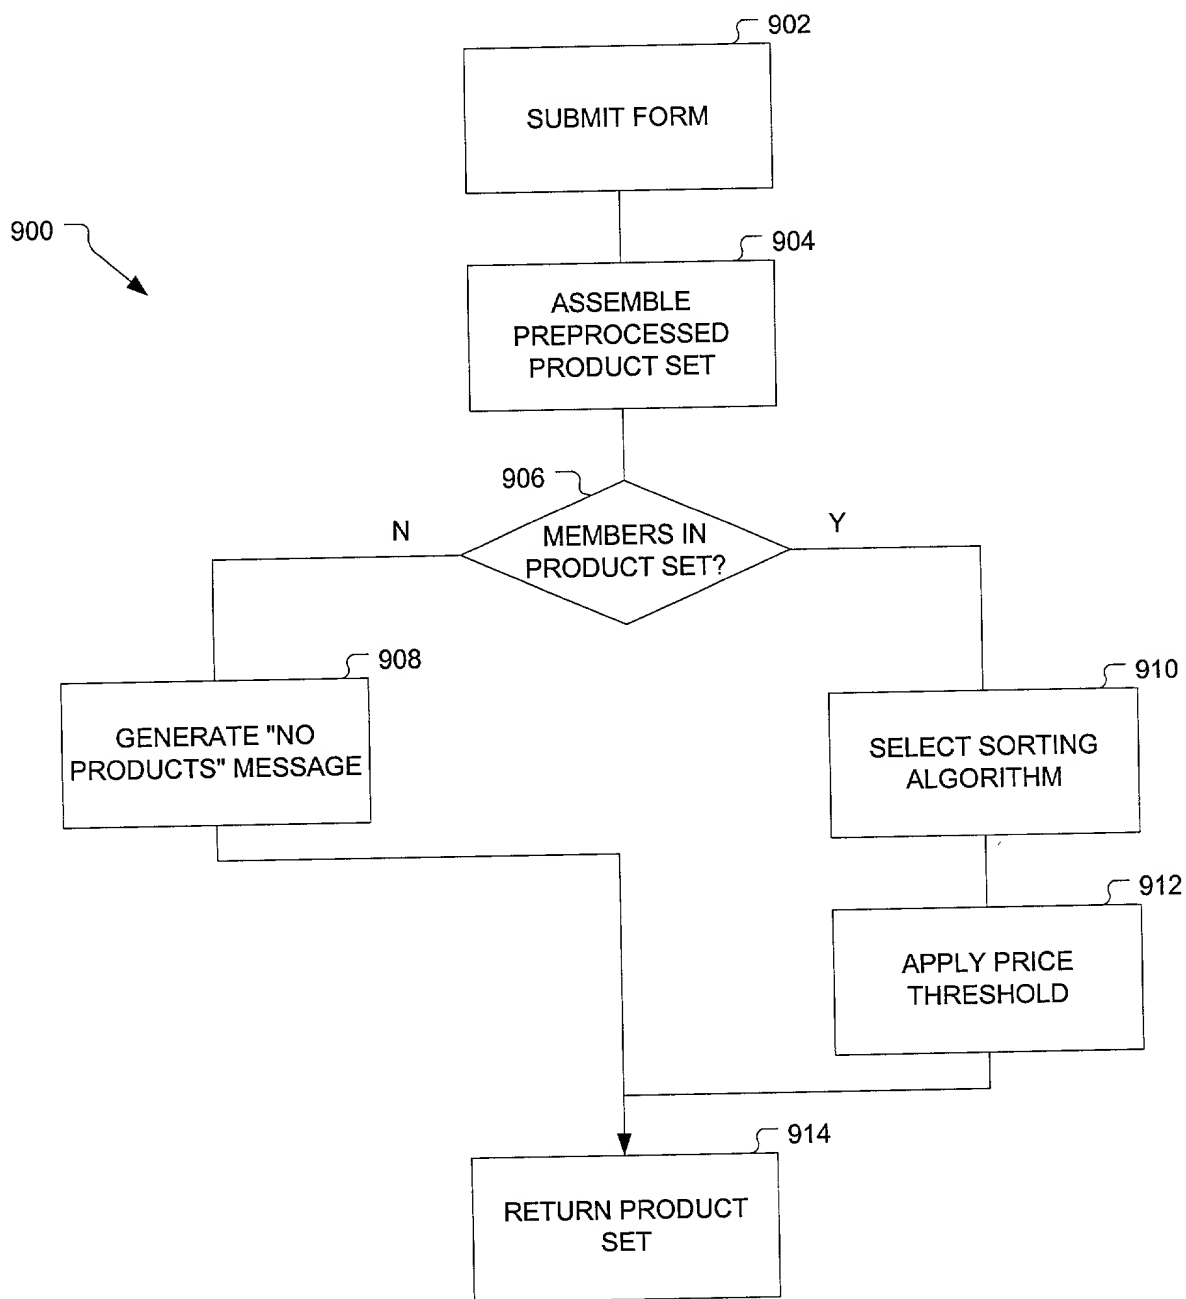 902
SUBMIT FORM
900
904
ASSEMBLE
PREPROCESSED
PRODUCT SET
906
N
MEMBERS IN
PRODUCT SET?
Y
908
GENERATE "NO
PRODUCTS" MESSAGE
910
SELECT SORTING
ALGORITHM
912
APPLY PRICE
THRESHOLD
914
RETURN PRODUCT
SET